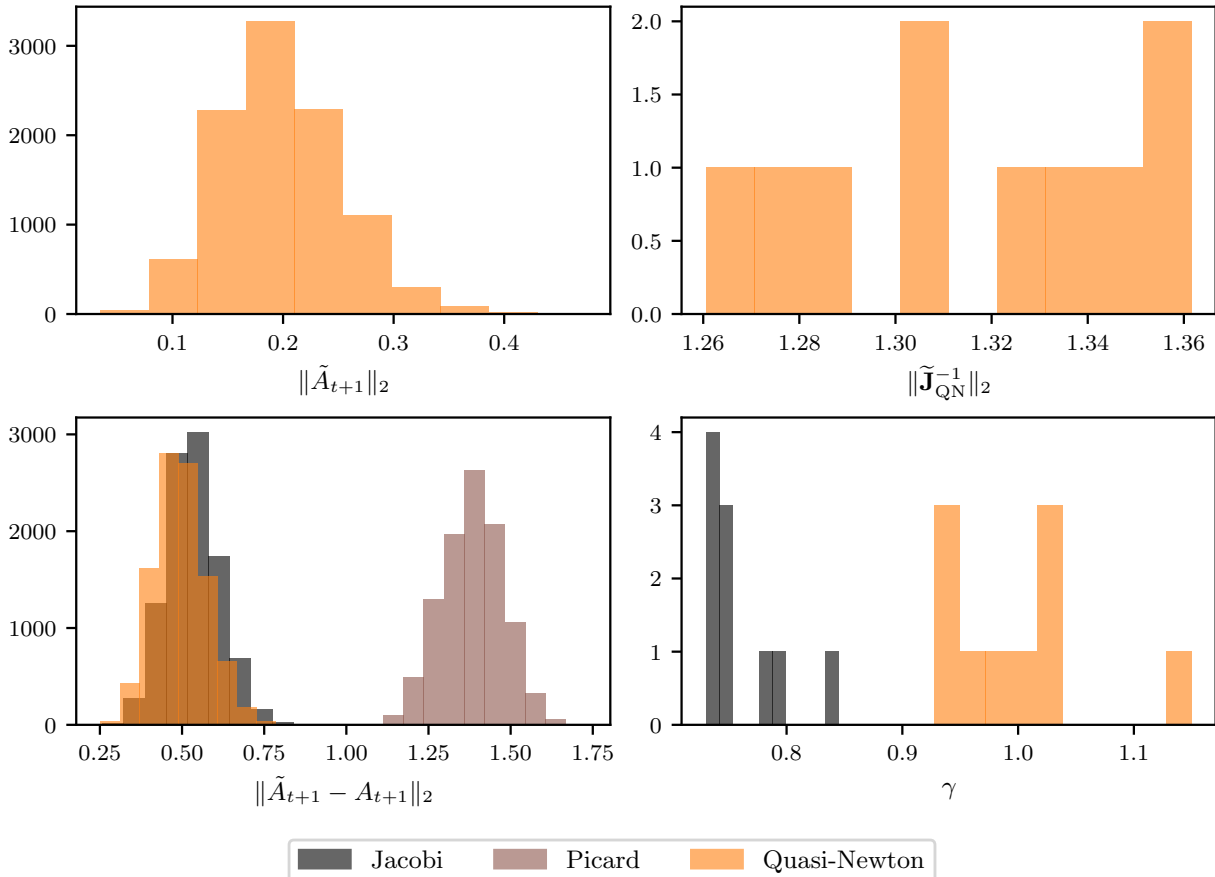 3000
2000
1000
0
0.1 0.2 0.3 0.4
‖Ã_{t+1}‖₂
2.0
1.5
1.0
0.5
0.0
1.26 1.28 1.30 1.32 1.34 1.36
‖J̃_{QN}^{-1}‖₂
3000
2000
1000
0
0.25 0.50 0.75 1.00 1.25 1.50 1.75
‖Ã_{t+1} − A_{t+1}‖₂
4
3
2
1
0
0.8 0.9 1.0 1.1
γ
Jacobi Picard Quasi-Newton